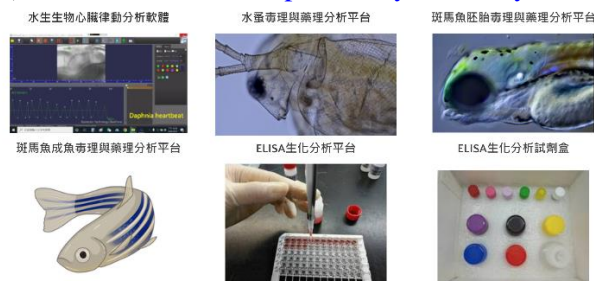 水生生物心臟律動分析軟體
水蚤毒理與藥理分析平台
斑馬魚胚胎毒理與藥理分析平台
Daphnia heartbeat
斑馬魚成魚毒理與藥理分析平台
ELISA生化分析平台
ELISA生化分析試劑盒